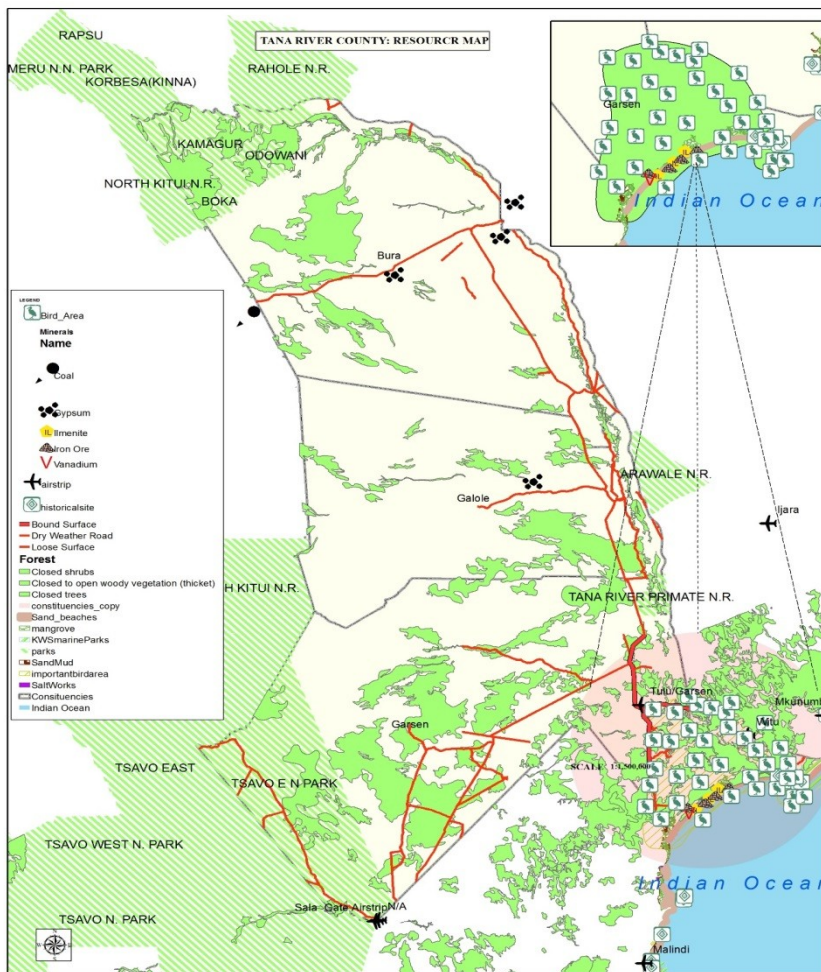 RAPSU
TANA RIVER COUNTY: RESOURCR MAP
MERU N.N. PARK
RAHOLE N.R.
KORBESA(KINNA)
Garsen
Indian Ocean
KAMAGUR
ODOWANI
NORTH KITUI N.R.
BOKA
Bura
LEGEND
Bird_Area
Minerals
Name
Coal
Gypsum
Ilmenite
Iron Ore
Vanadium
airstrip
historicalsite
Bound Surface
Dry Weather Road
Loose Surface
Forest
Closed shrubs
Closed to open woody vegetation (thicket)
Closed trees
constituencies_copy
Sand_beaches
mangrove
KWSmarineParks
parks
SandMud
importantbirdarea
SaltWorks
Consituencies
Indian Ocean
ARAWALE N.R.
Galole
Ijara
H KITUI N.R.
TANA RIVER PRIMATE N.R.
Tulu/Garsen
Mkunumb
Witu
Garsen
SCALE 1:1,500,600
TSAVO EAST
TSAVO E N PARK
TSAVO WEST N. PARK
Indian Ocean
Sala Gate Airstrip
N/A
TSAVO N. PARK
Malindi